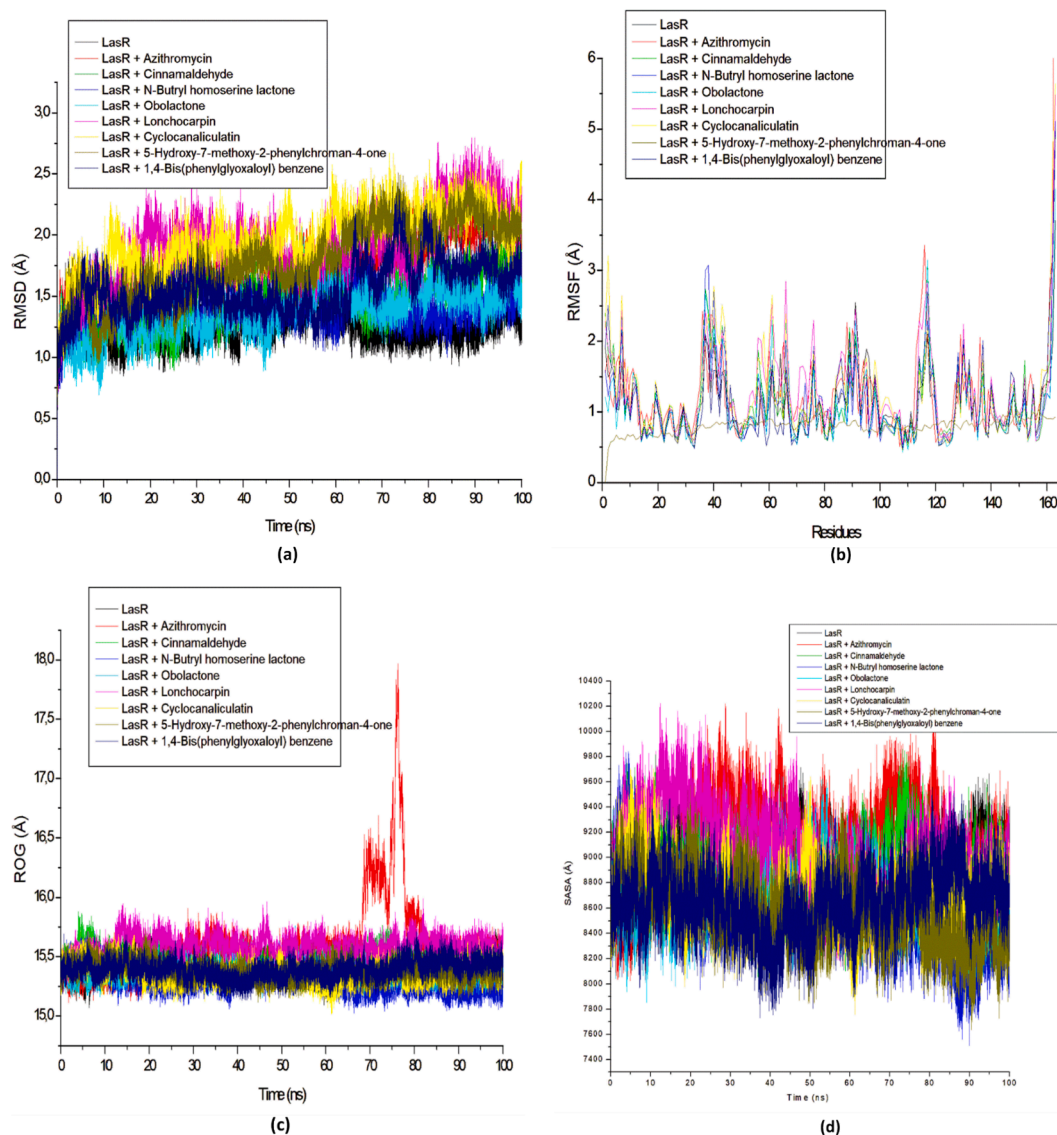 LasR
LasR + Azithromycin
LasR + Cinnamaldehyde
LasR + N-Butryl homoserine lactone
LasR + Obolactone
LasR + Lonchocarpin
LasR + Cyclocanaliculatin
LasR + 5-Hydroxy-7-methoxy-2-phenylchroman-4-one
LasR + 1,4-Bis(phenylglyoxaloyl) benzene
3,0
2,5
2,0
1,5
1,0
0,5
0,0
RMSD (Å)
0 10 20 30 40 50 60 70 80 90 100
Time (ns)
(a)
LasR
LasR + Azithromycin
LasR + Cinnamaldehyde
LasR + N-Butryl homoserine lactone
LasR + Obolactone
LasR + Lonchocarpin
LasR + Cyclocanaliculatin
LasR + 5-Hydroxy-7-methoxy-2-phenylchroman-4-one
LasR + 1,4-Bis(phenylglyoxaloyl) benzene
6
5
4
3
2
1
0
RMSF (Å)
0 20 40 60 80 100 120 140 160
Residues
(b)
LasR
LasR + Azithromycin
LasR + Cinnamaldehyde
LasR + N-Butryl homoserine lactone
LasR + Obolactone
LasR + Lonchocarpin
LasR + Cyclocanaliculatin
LasR + 5-Hydroxy-7-methoxy-2-phenylchroman-4-one
LasR + 1,4-Bis(phenylglyoxaloyl) benzene
18,0
17,5
17,0
16,5
16,0
15,5
15,0
ROG (Å)
0 10 20 30 40 50 60 70 80 90 100
Time (ns)
(c)
LasR
LasR + Azithromycin
LasR + Cinnamaldehyde
LasR + N-Butryl homoserine lactone
LasR + Obolactone
LasR + Lonchocarpin
LasR + Cyclocanaliculatin
LasR + 5-Hydroxy-7-methoxy-2-phenylchroman-4-one
LasR + 1,4-Bis(phenylglyoxaloyl) benzene
10400
10200
10000
9800
9600
9400
9200
9000
8800
8600
8400
8200
8000
7800
7600
7400
SASA (Å)
0 10 20 30 40 50 60 70 80 90 100
Time (ns)
(d)